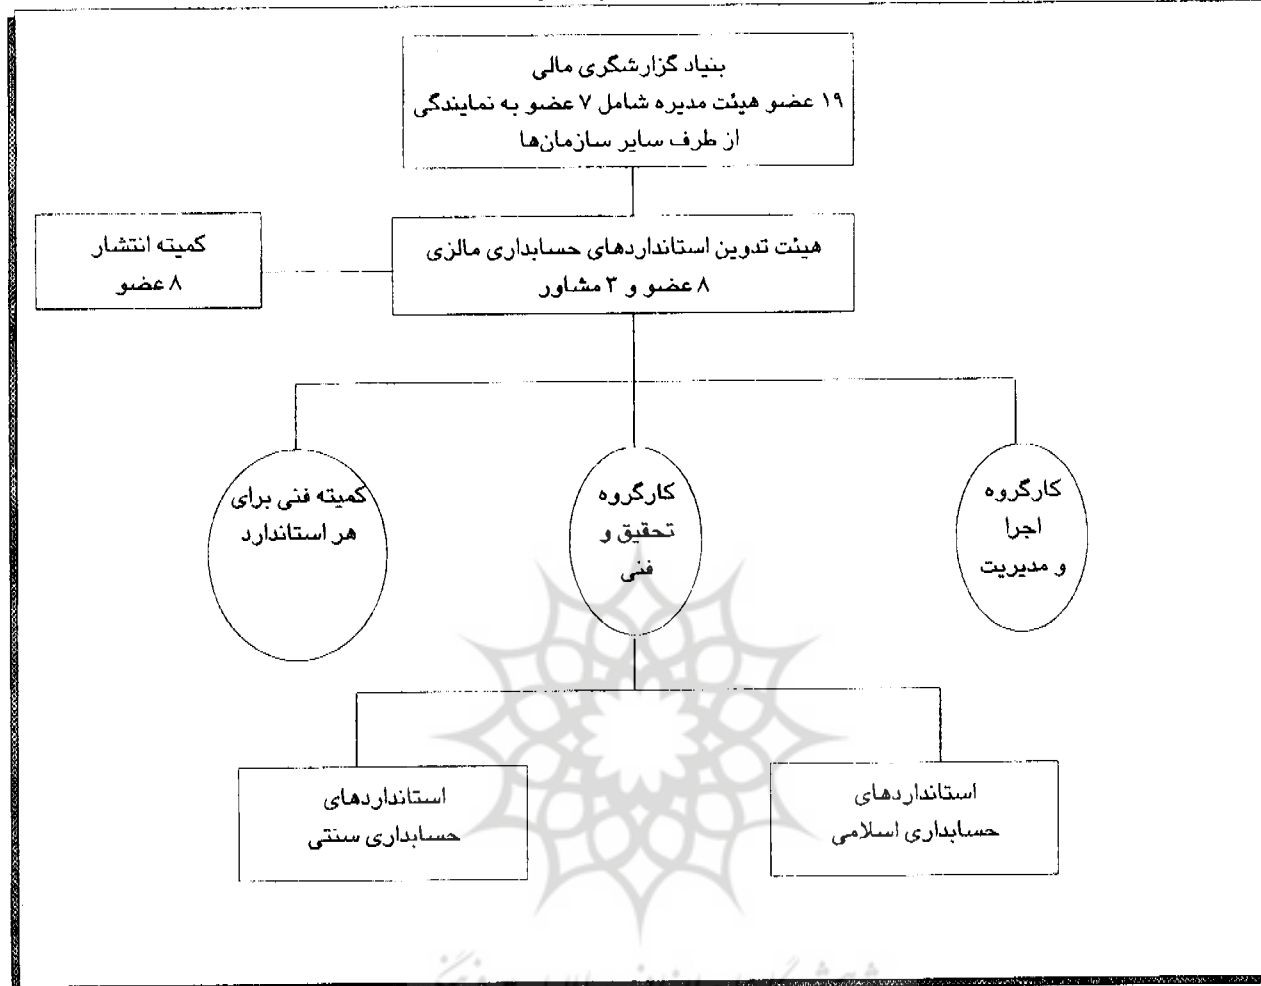 بنیاد گزارشگری مالی
۱۹ عضو هیئت مدیره شامل ۷ عضو به نمایندگی
از طرف سایر سازمان‌ها
هیئت تدوین استانداردهای حسابداری مالزی
۸ عضو و ۳ مشاور
کمیته انتشار
۸ عضو
کارگروه
اجرا
و مدیریت
کارگروه
تحقیق و
فنی
کمیته فنی برای
هر استاندارد
استانداردهای
حسابداری اسلامی
استانداردهای
حسابداری سنتی